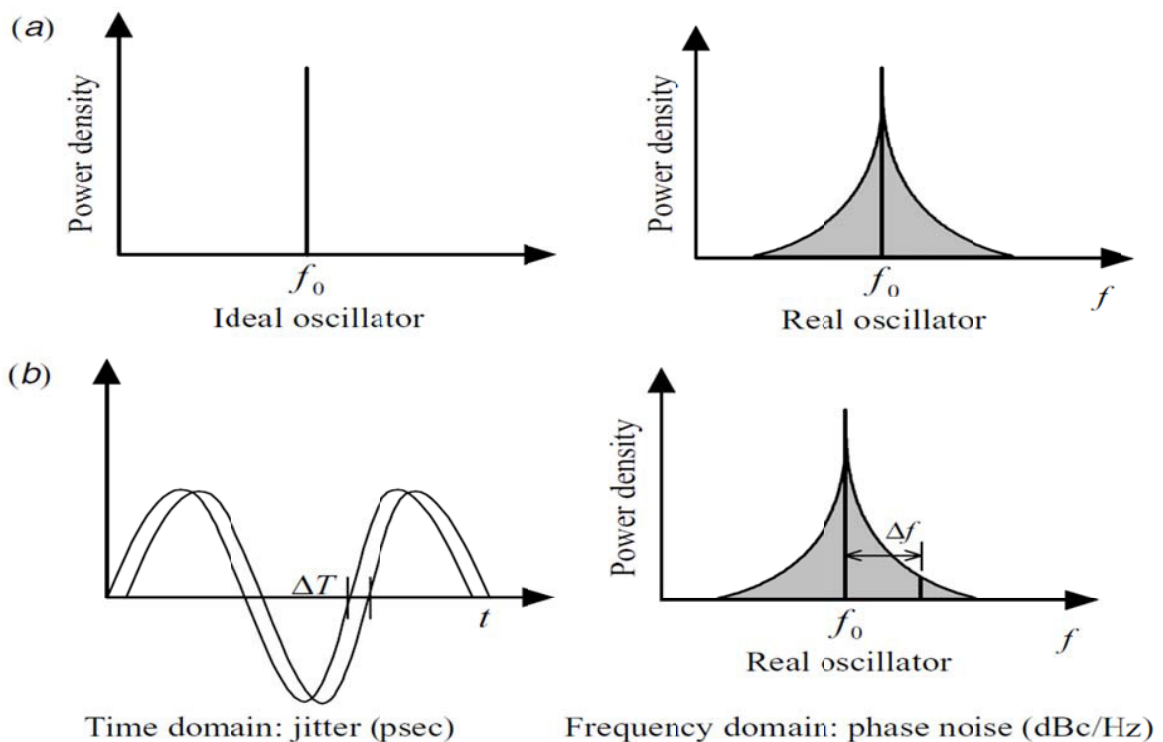 (a)
Power density
f₀
Ideal oscillator
Power density
f₀
f
Real oscillator
(b)
ΔT
t
Time domain: jitter (psec)
Power density
Δf
f₀
f
Real oscillator
Frequency domain: phase noise (dBc/Hz)